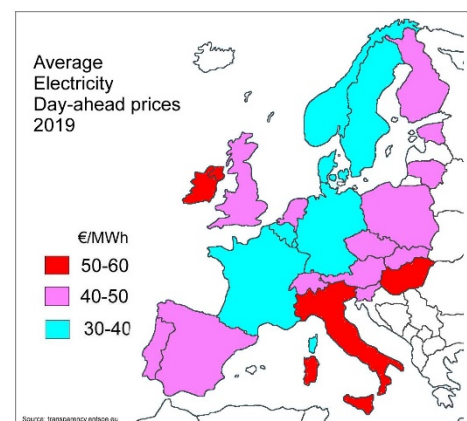 Average
Electricity
Day-ahead prices
2019
€/MWh
50-60
40-50
30-40
Source: transparency.entsoe.eu